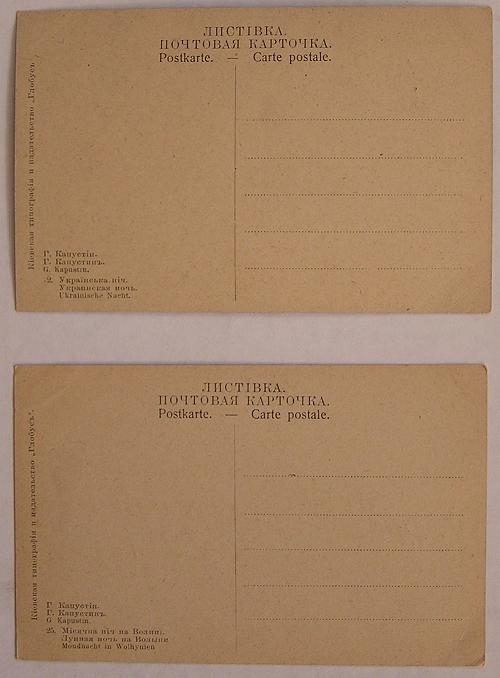 ЛИСТІВКА.
ПОЧТОВАЯ КАРТОЧКА.
Postkarte. — Carte postale.
Кіевская типографія и издательство „Глобусъ“
Г. Капустін.
Г. Капустинъ.
G. Kapustin.
2. Українська ніч.
Украинская ночь.
Ukrainische Nacht.
ЛИСТІВКА.
ПОЧТОВАЯ КАРТОЧКА.
Postkarte. — Carte postale.
Кіевская типографія и издательство „Глобусъ“.
Г. Капустін.
Г. Капустинъ.
G Kapustin.
25. Місячна ніч на Волині.
Лунная ночь на Волыни
Mondnacht in Wolhynien